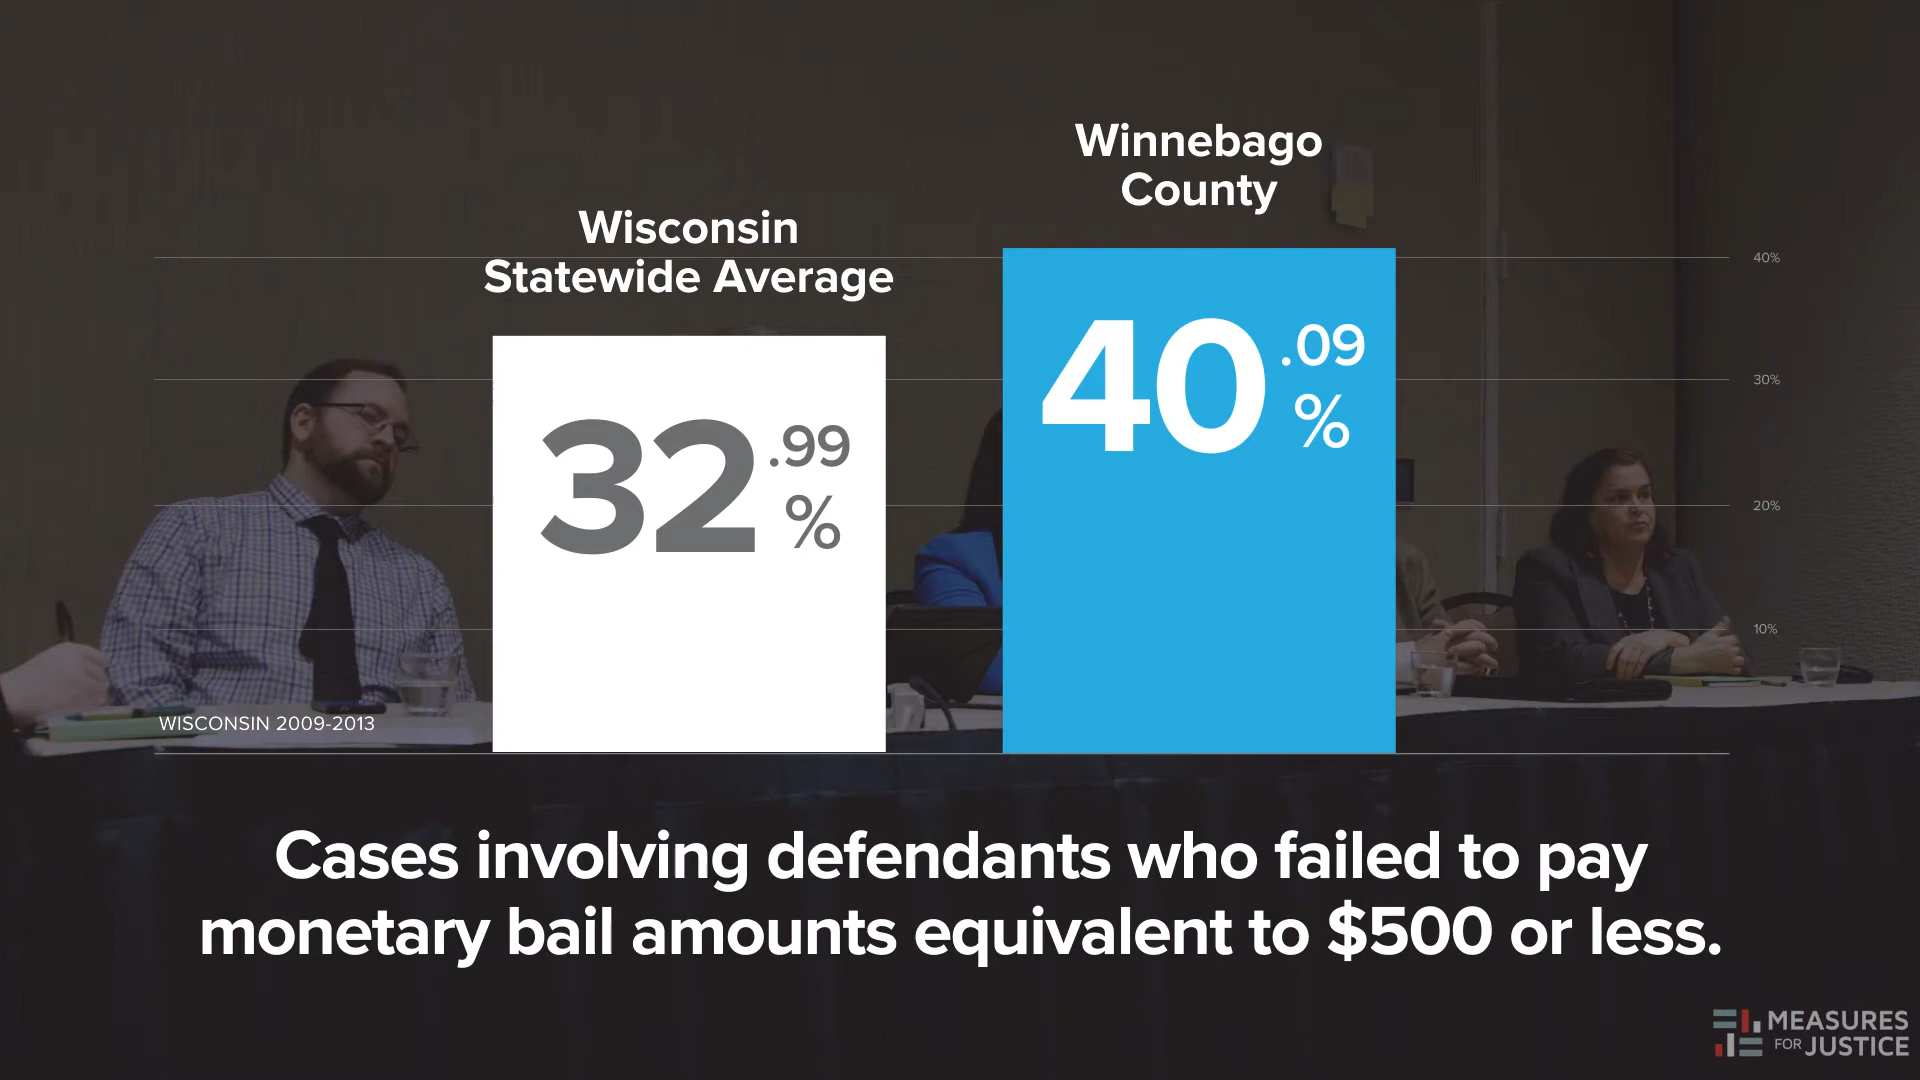 Winnebago
County
Wisconsin
Statewide Average
40%
40.09%
30%
32.99%
20%
10%
WISCONSIN 2009-2013
Cases involving defendants who failed to pay
monetary bail amounts equivalent to $500 or less.
MEASURES
FOR JUSTICE